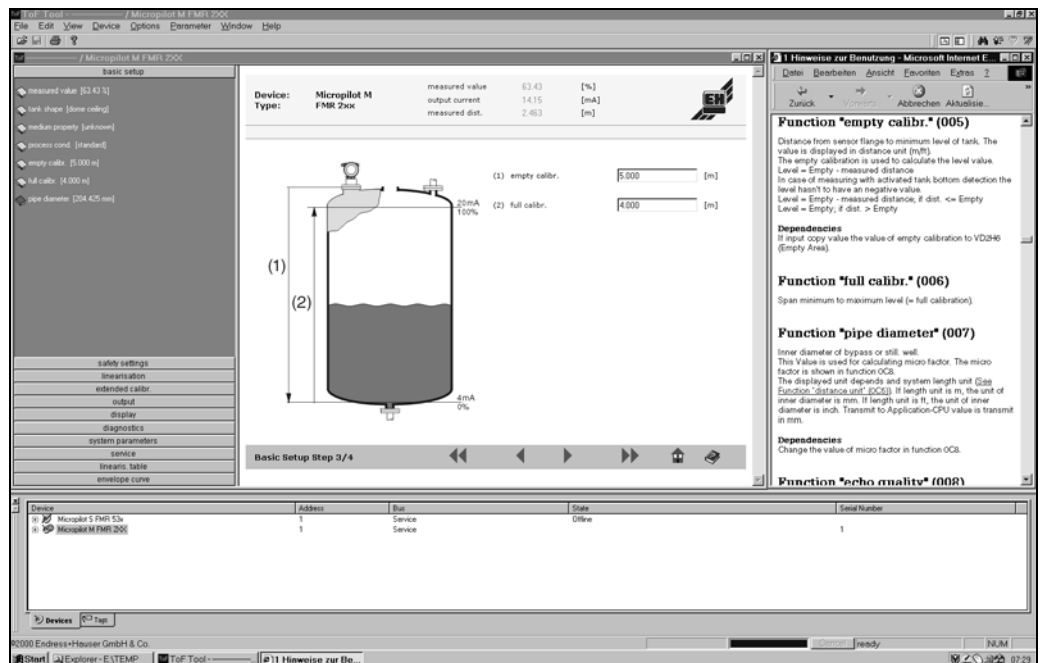 ToF Tool - ——— / Micropilot M FMR 2XX
File Edit View Device Options Parameter Window Help
——— / Micropilot M FMR 2XX
basic setup
measured value [63.43 %]
tank shape [dome ceiling]
medium property [unknown]
process cond. [standard]
empty calibr. [5.000 m]
full calibr. [4.000 m]
pipe diameter [204.425 mm]
safety settings
linearisation
extended calibr.
output
display
diagnostics
system parameters
service
linearis. table
envelope curve
Device: Micropilot M
Type: FMR 2xx
measured value 63.43 [%]
output current 14.15 [mA]
measured dist. 2.463 [m]
EH
(1) empty calibr. 5.000 [m]
(2) full calibr. 4.000 [m]
20mA
100%
(1)
(2)
4mA
0%
Basic Setup Step 3/4
1 Hinweise zur Benutzung - Microsoft Internet E...
Datei Bearbeiten Ansicht Favoriten Extras ?
Zurück Vorwärts Abbrechen Aktualisie...
Function "empty calibr." (005)
Distance from sensor flange to minimum level of tank. The
value is displayed in distance unit (m/ft).
The empty calibration is used to calculate the level value.
Level = Empty - measured distance
In case of measuring with activated tank bottom detection the
level hasn't to have an negative value.
Level = Empty - measured distance; if dist. <= Empty
Level = Empty; if dist. > Empty
Dependencies
If input copy value the value of empty calibration to VD2H6
(Empty Area).
Function "full calibr." (006)
Span minimum to maximum level (= full calibration).
Function "pipe diameter" (007)
Inner diameter of bypass or still. well.
This Value is used for calculating micro factor. The micro
factor is shown in function 0C8.
The displayed unit depends and system length unit (See
Function "distance unit" (0C5)). If length unit is m, the unit of
inner diameter is mm. If length unit is ft, the unit of inner
diameter is inch. Transmit to Application-CPU value is transmit
in mm.
Dependencies
Change the value of micro factor in function 0C8.
Function "echo quality" (008)
Device Address Bus State Serial Number
Micropilot S FMR 53x 1 Service Offline
Micropilot M FMR 2XX 1 Service 1
Devices Tags
©2000 Endress+Hauser GmbH & Co. Cancel ready NUM
Start Explorer - E:\TEMP ToF Tool - ——— 1 Hinweise zur Be... 07:29